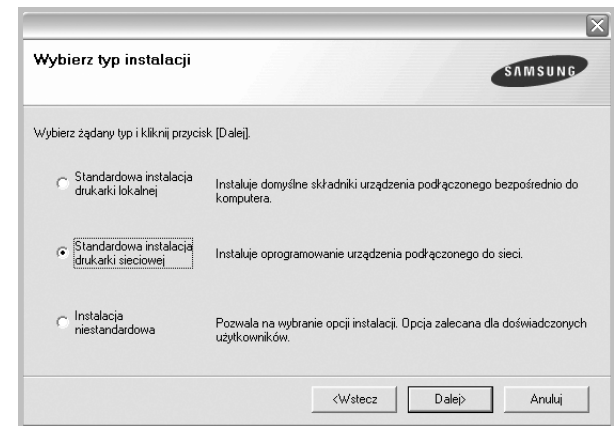 Wybierz typ instalacji
SAMSUNG
Wybierz żądany typ i kliknij przycisk [Dalej].
Standardowa instalacja
drukarki lokalnej
Instaluje domyślne składniki urządzenia podłączonego bezpośrednio do
komputera.
Standardowa instalacja
drukarki sieciowej
Instaluje oprogramowanie urządzenia podłączonego do sieci.
Instalacja
niestandardowa
Pozwala na wybranie opcji instalacji. Opcja zalecana dla doświadczonych
użytkowników.
<Wstecz
Dalej>
Anuluj